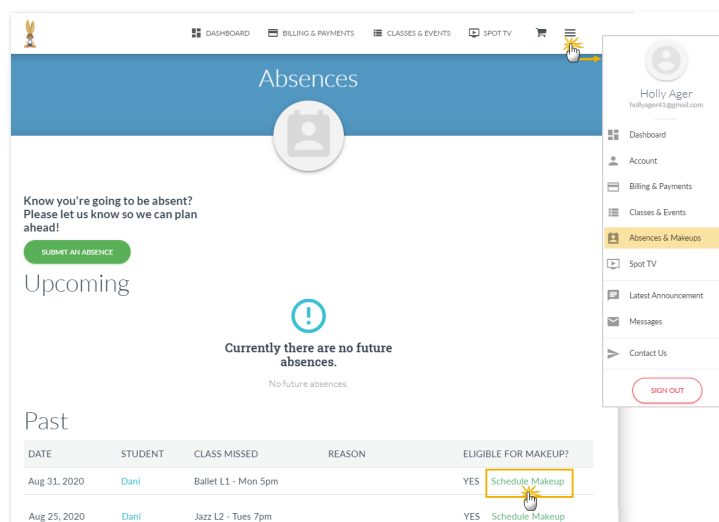 DASHBOARD BILLING & PAYMENTS CLASSES & EVENTS SPOT TV
Absences
Know you're going to be absent?
Please let us know so we can plan
ahead!
SUBMIT AN ABSENCE
Upcoming
Currently there are no future
absences.
No future absences.
Past
DATE STUDENT CLASS MISSED REASON ELIGIBLE FOR MAKEUP?
Aug 31, 2020 Dani Ballet L1 - Mon 5pm YES Schedule Makeup
Aug 25, 2020 Dani Jazz L2 - Tues 7pm YES Schedule Makeup
Holly Ager
hollyager41@gmail.com
Dashboard
Account
Billing & Payments
Classes & Events
Absences & Makeups
Spot TV
Latest Announcement
Messages
Contact Us
SIGN OUT